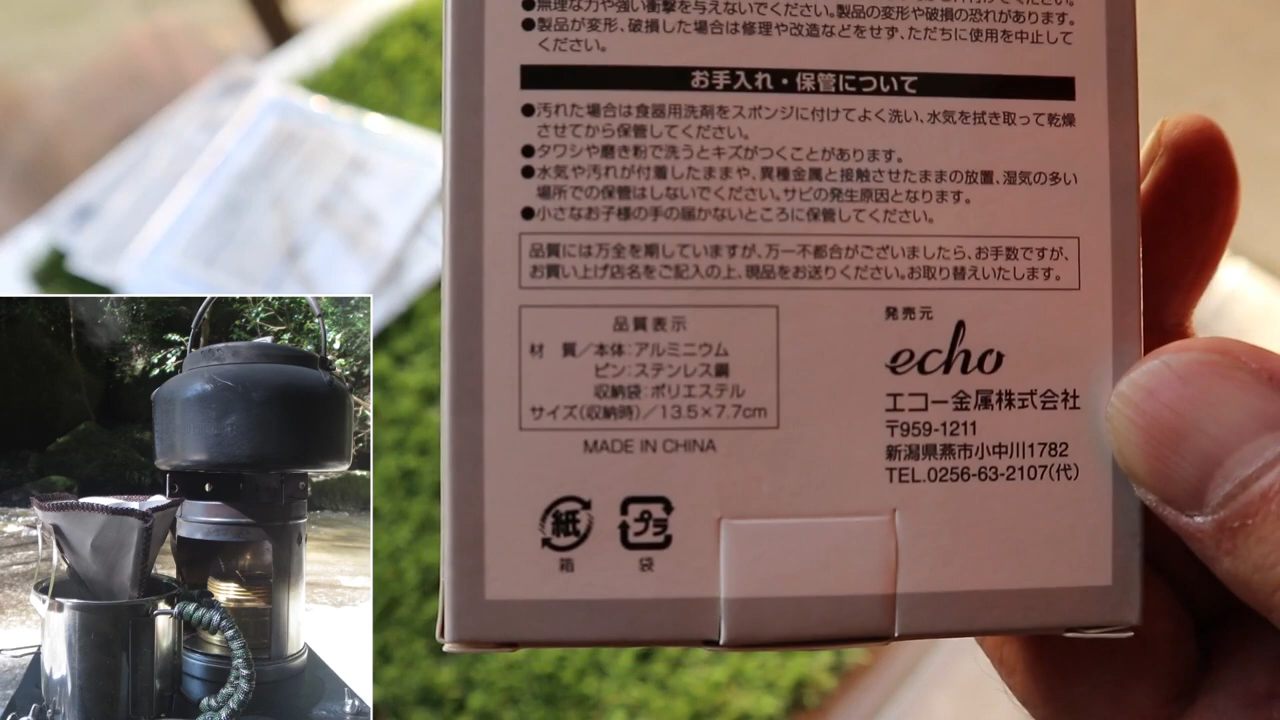 ●無理な力や強い衝撃を与えないでください。製品の変形や破損の恐れがあります。
●製品が変形、破損した場合は修理や改造などをせず、ただちに使用を中止して
ください。
お手入れ・保管について
●汚れた場合は食器用洗剤をスポンジに付けてよく洗い、水気を拭き取って乾燥
させてから保管してください。
●タワシや磨き粉で洗うとキズがつくことがあります。
●水気や汚れが付着したままや、異種金属と接触させたままの放置、湿気の多い
場所での保管はしないでください。サビの発生原因となります。
●小さなお子様の手の届かないところに保管してください。
品質には万全を期していますが、万一不都合がございましたら、お手数ですが、
お買い上げ店名をご記入の上、現品をお送りください。お取り替えいたします。
品質表示
材 質／本体：アルミニウム
ピン：ステンレス鋼
収納袋：ポリエステル
サイズ（収納時）／13.5×7.7cm
MADE IN CHINA
紙
箱
プラ
袋
発売元
echo
エコー金属株式会社
〒959-1211
新潟県燕市小中川1782
TEL.0256-63-2107（代）